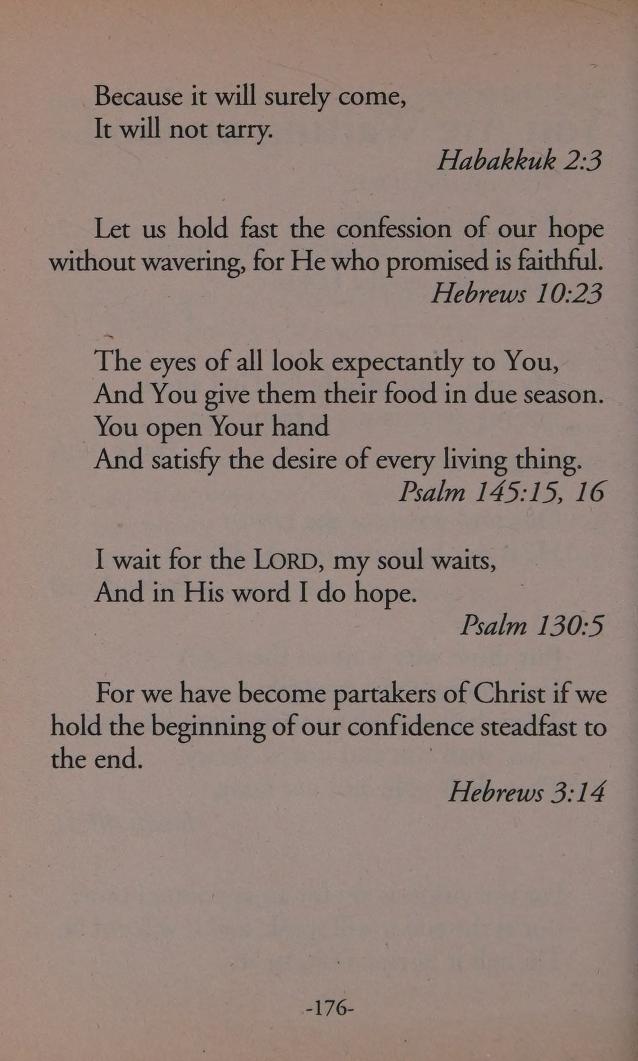 Because it will surely come,
It will not tarry.
Habakkuk 2:3
Let us hold fast the confession of our hope
without wavering, for He who promised is faithful.
Hebrews 10:23
The eyes of all look expectantly to You,
And You give them their food in due season.
You open Your hand
And satisfy the desire of every living thing.
Psalm 145:15, 16
I wait for the LORD, my soul waits,
And in His word I do hope.
Psalm 130:5
For we have become partakers of Christ if we
hold the beginning of our confidence steadfast to
the end.
Hebrews 3:14
-176-